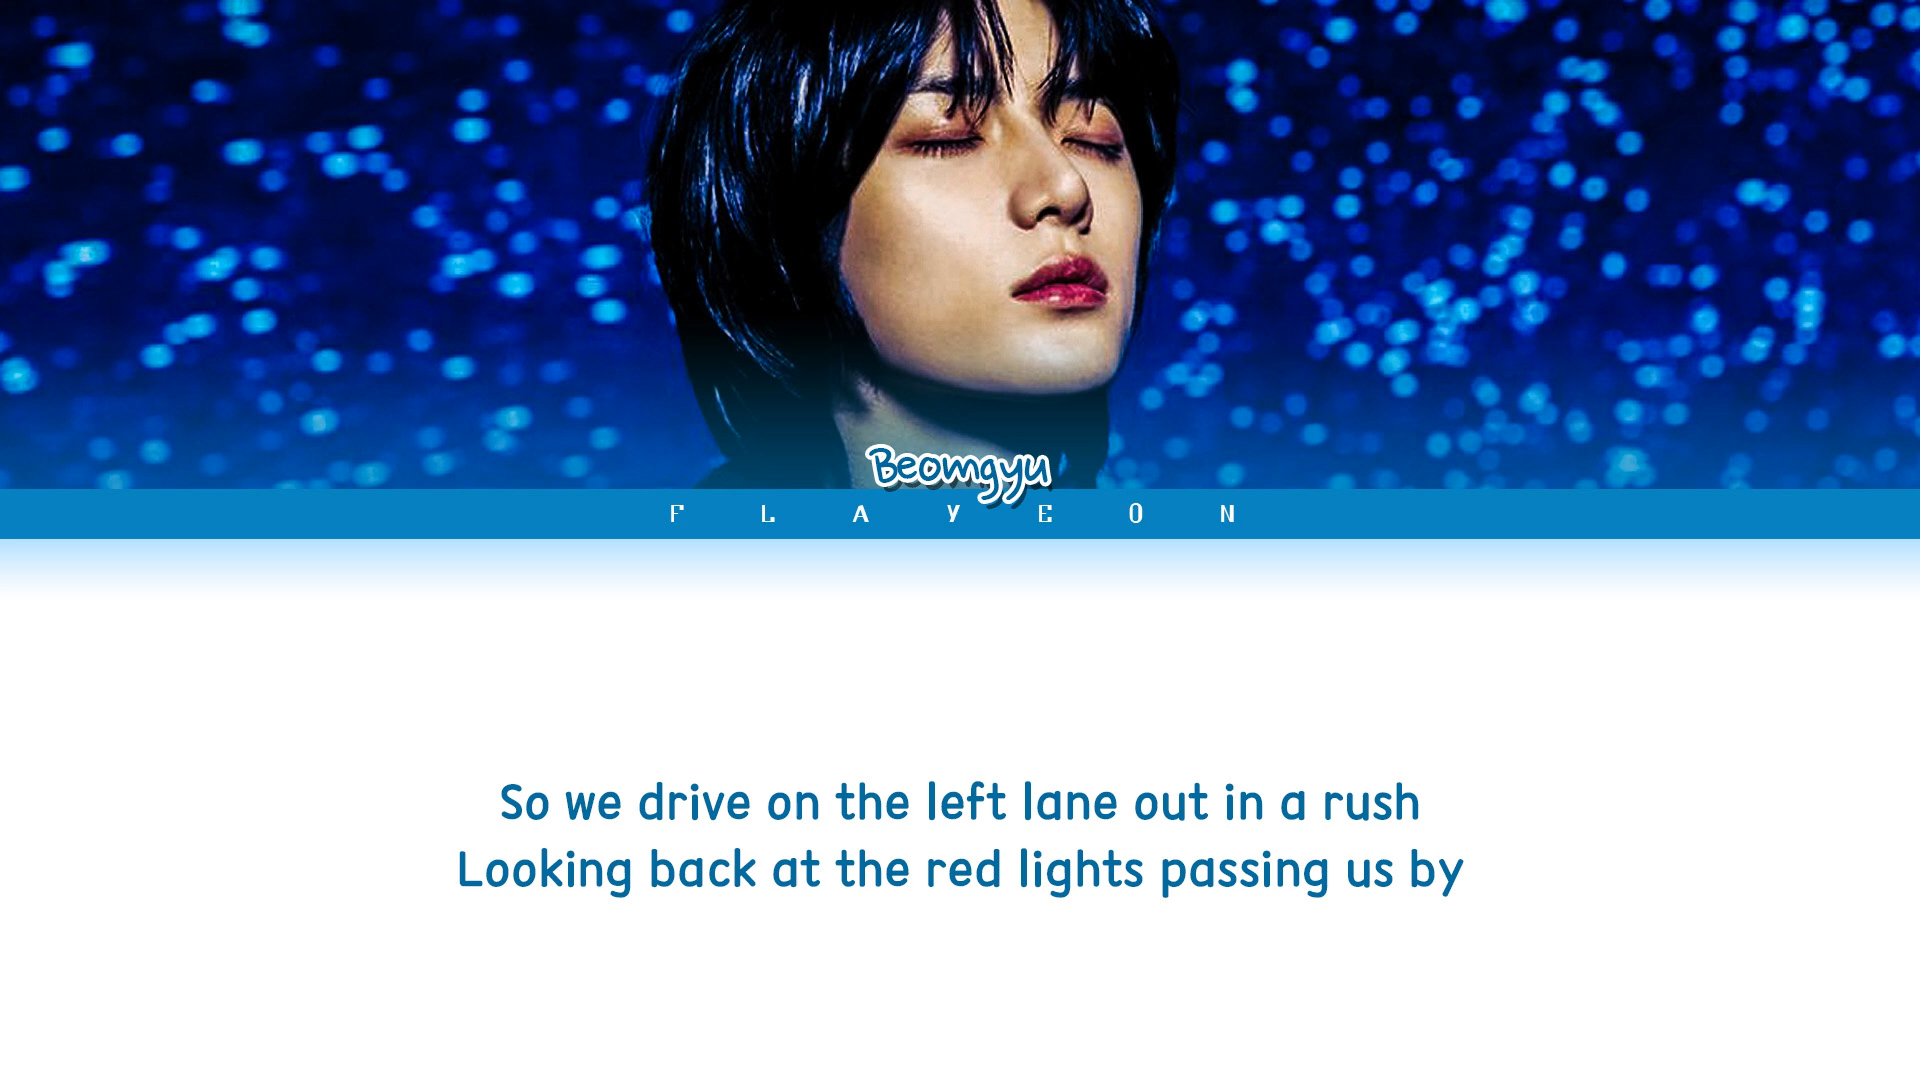 Beomgyu
F L A Y E O N
So we drive on the left lane out in a rush
Looking back at the red lights passing us by